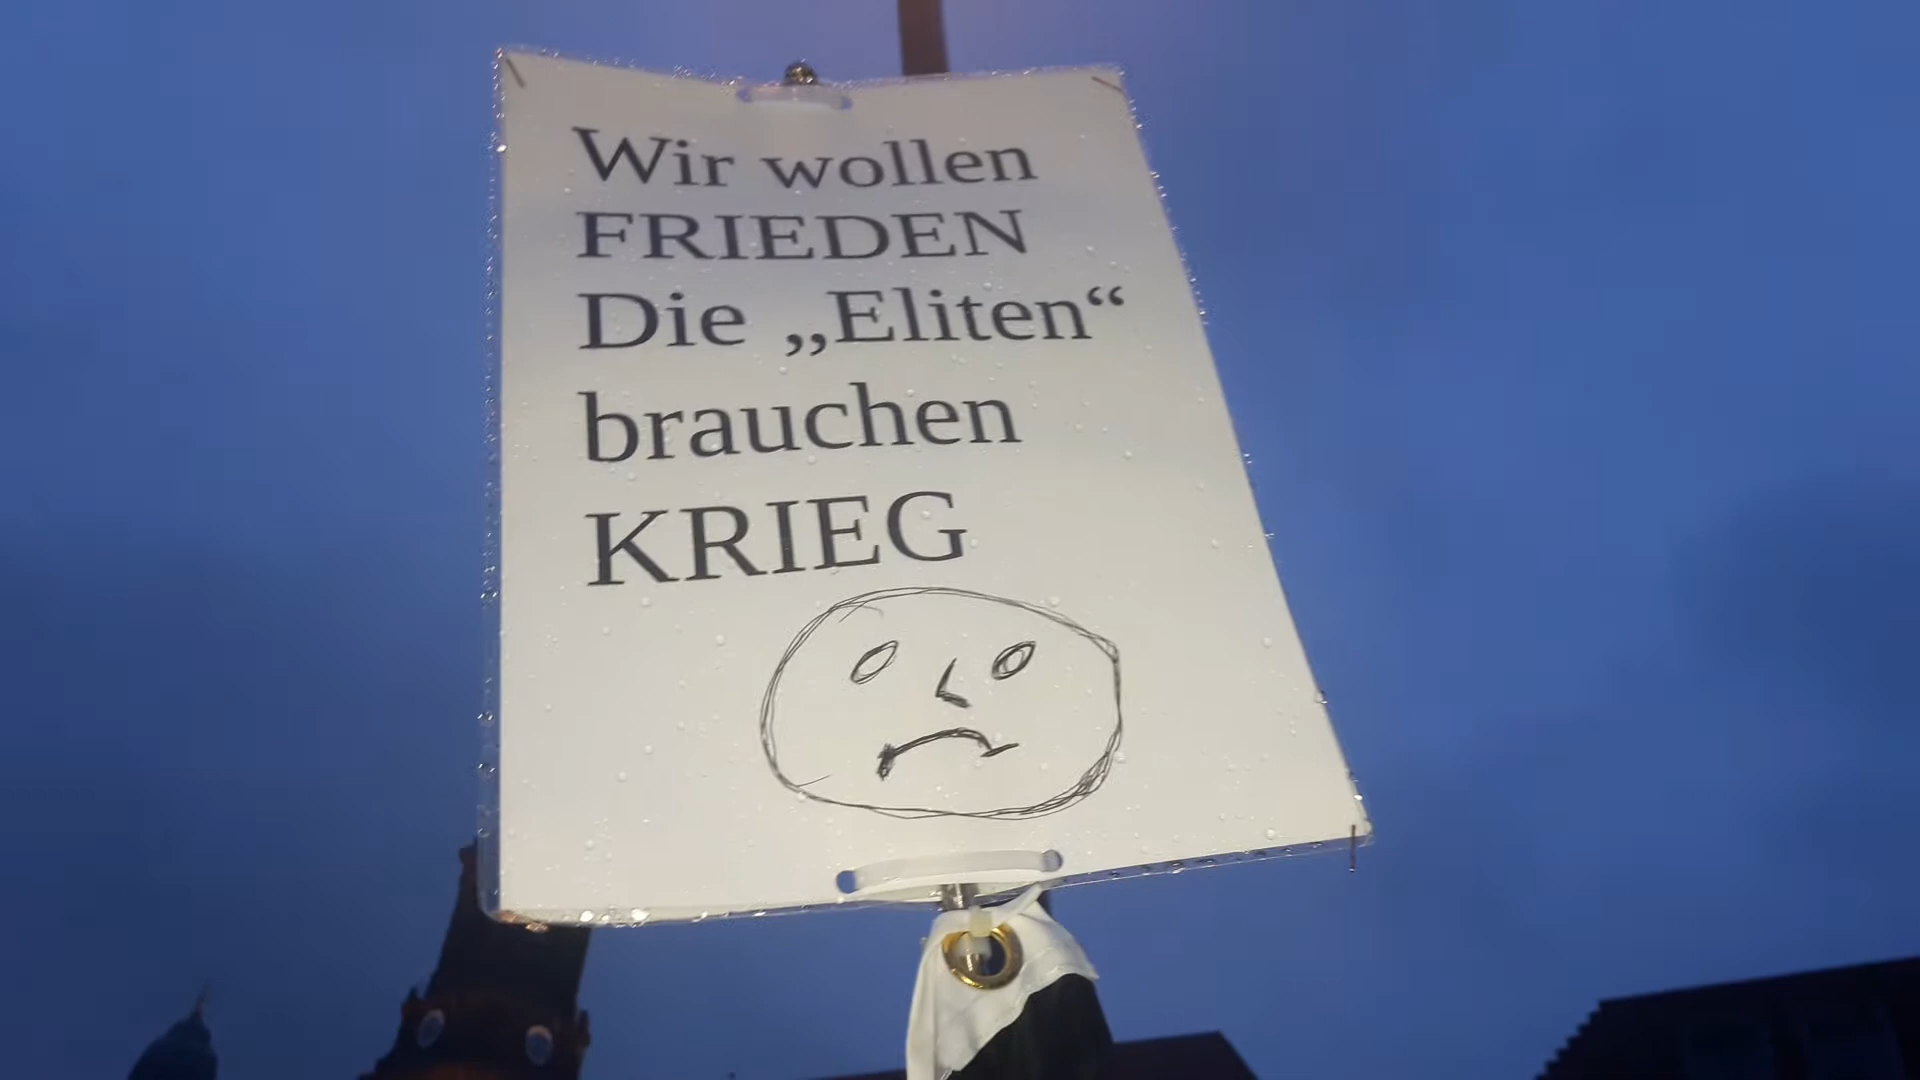 Wir wollen
FRIEDEN
Die „Eliten“
brauchen
KRIEG